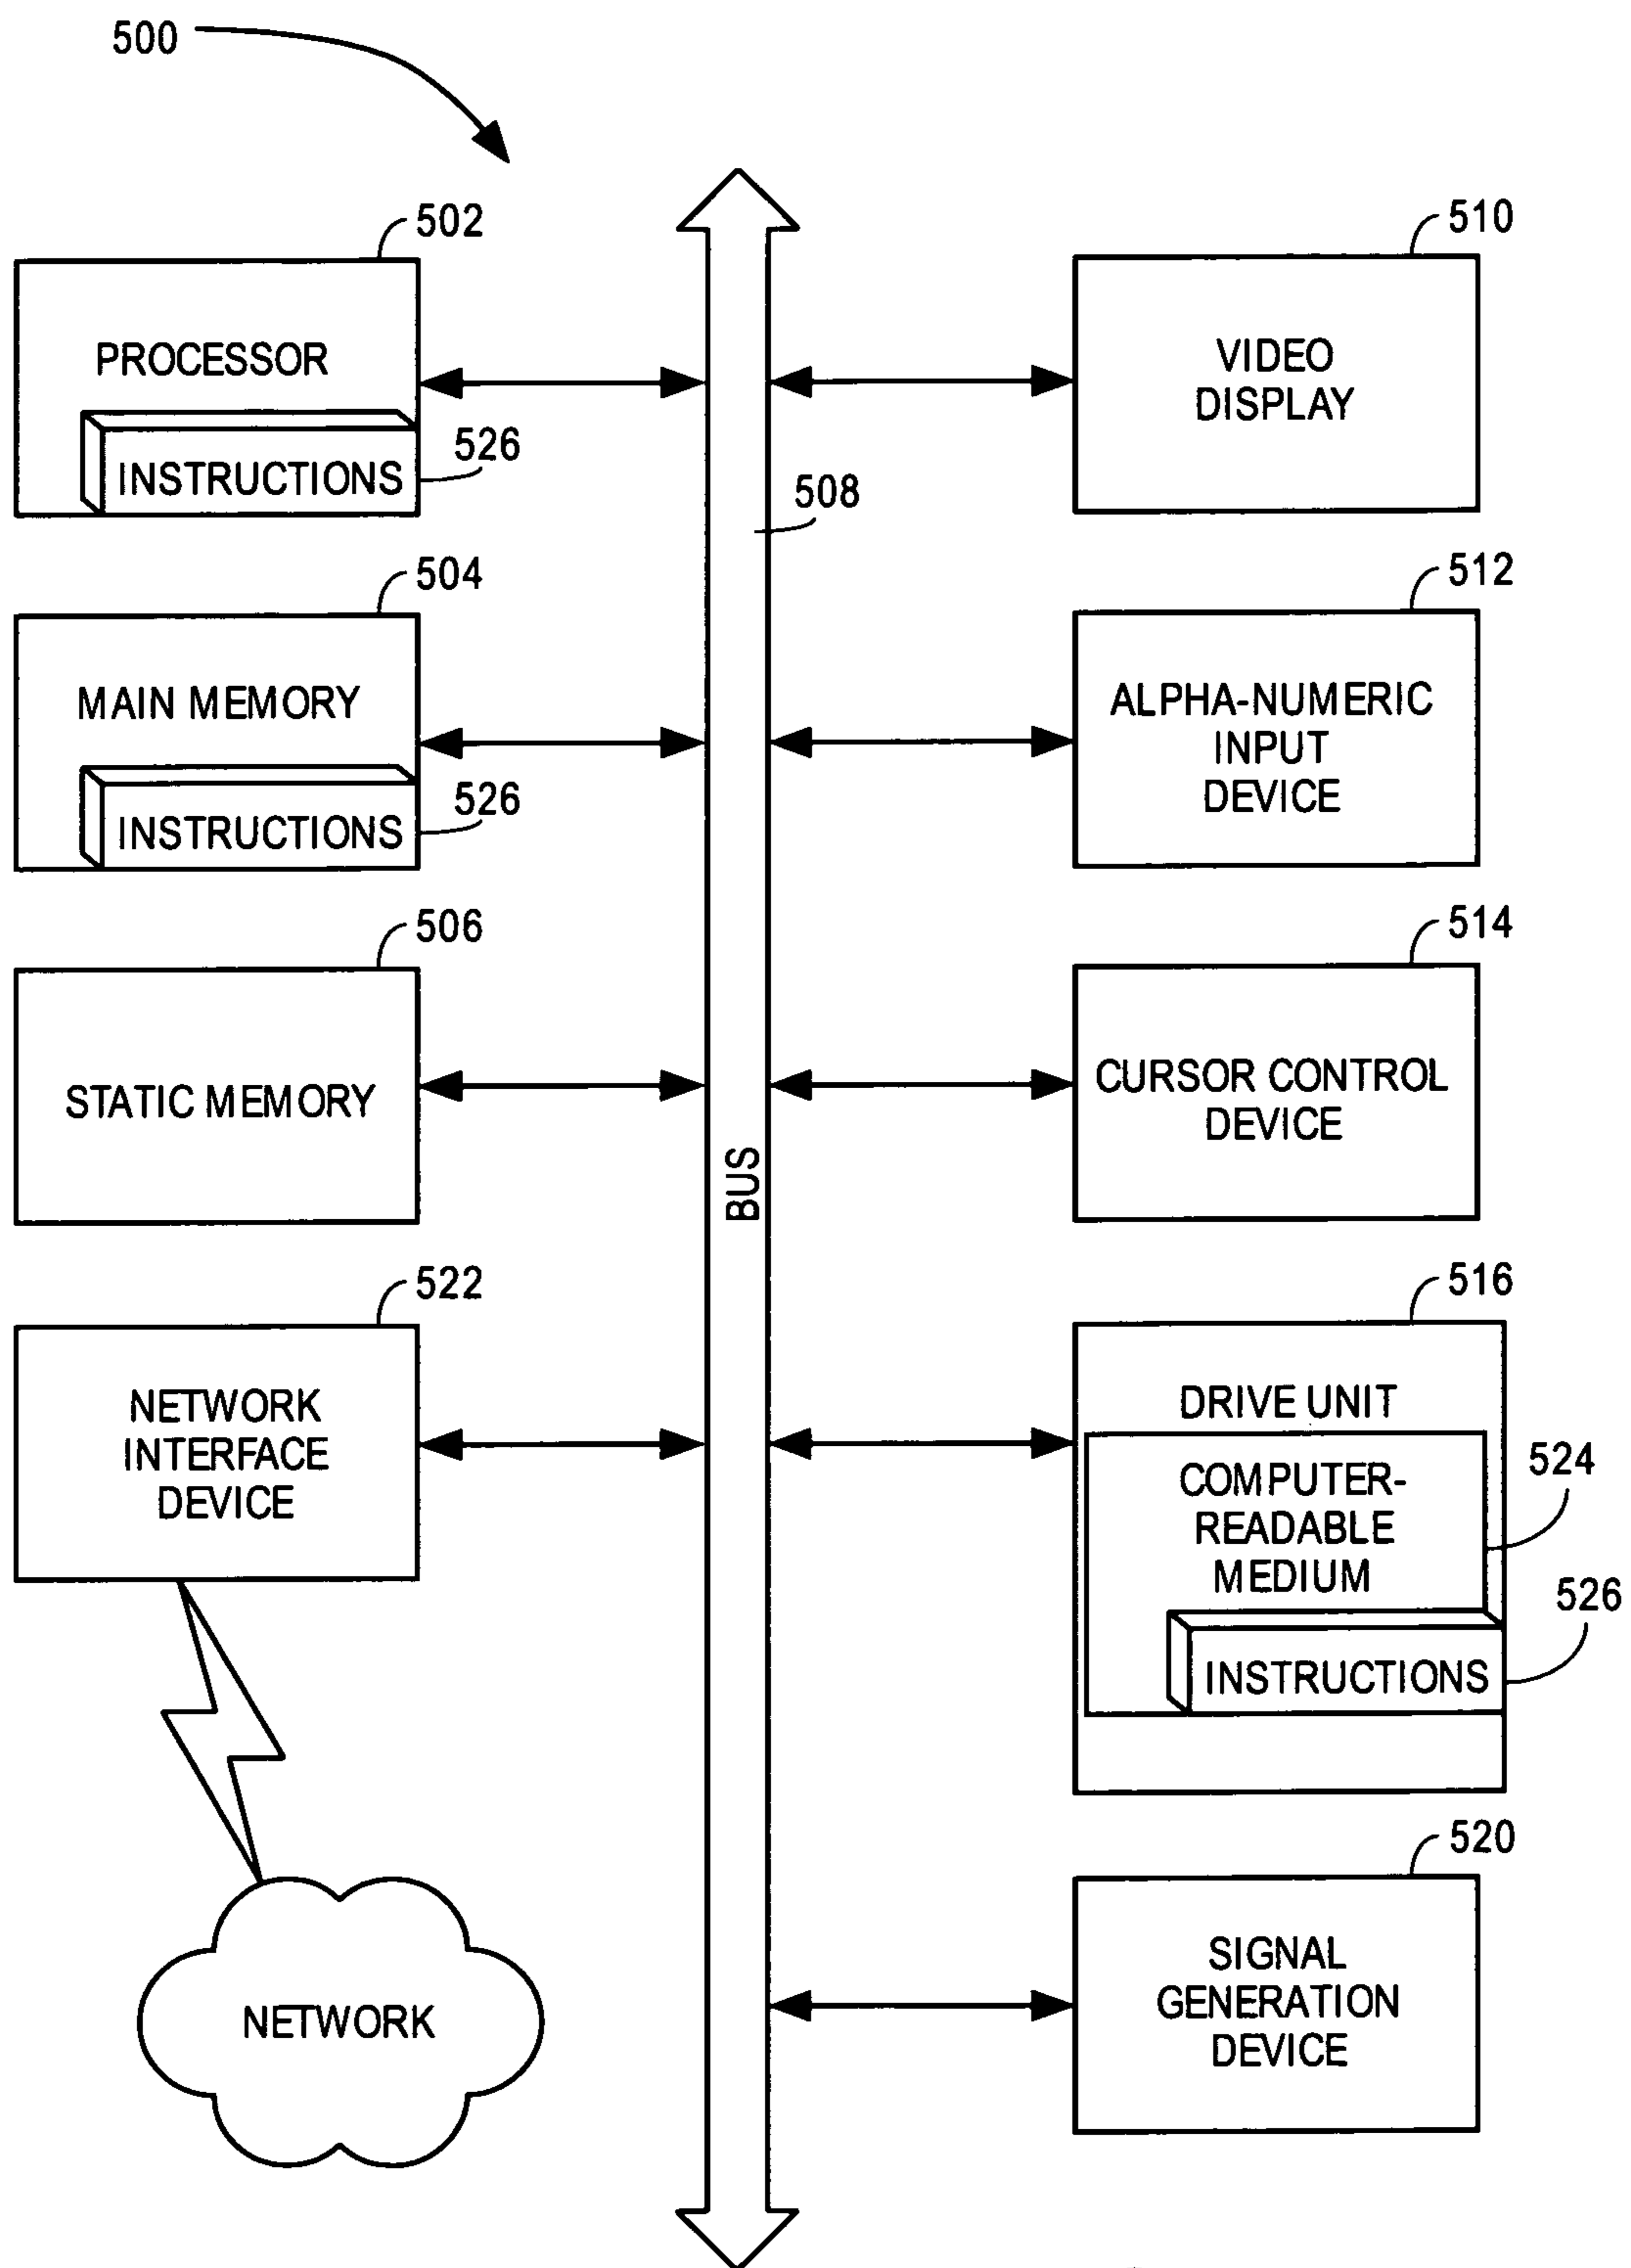 500
502
PROCESSOR
INSTRUCTIONS
526
504
MAIN MEMORY
INSTRUCTIONS
526
506
STATIC MEMORY
522
NETWORK
INTERFACE
DEVICE
NETWORK
508
BUS
510
VIDEO
DISPLAY
512
ALPHA-NUMERIC
INPUT
DEVICE
514
CURSOR CONTROL
DEVICE
516
DRIVE UNIT
COMPUTER-
READABLE
MEDIUM
524
INSTRUCTIONS
526
520
SIGNAL
GENERATION
DEVICE